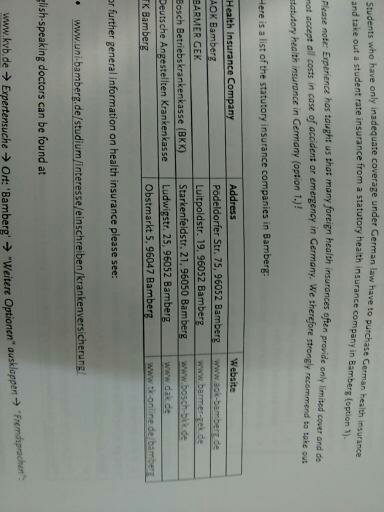 Students who have only inadequate coverage under German law have to purchase German health insurance
and take out a student rate insurance from a statutory health insurance company in Bamberg (option 1).
Please note: Experience has taught us that many foreign health insurances often provide only limited cover and do
not accept all costs in case of accident or emergency in Germany. We therefore strongly recommend to take out
statutory health insurance in Germany (option 1.)!
Here is a list of the statutory insurance companies in Bamberg:
Health Insurance Company Address Website
AOK Bamberg Pödeldorfer Str. 75, 96052 Bamberg www.aok-bamberg.de
BARMER GEK Luitpoldstr. 19, 96052 Bamberg www.barmer-gek.de
Bosch Betriebskrankenkasse (BKK) Starkenfeldstr. 21, 96050 Bamberg www.bosch-bkk.de
Deutsche Angestellten Krankenkasse Ludwigstr. 25, 96052 Bamberg www.dak.de
TK Bamberg Obstmarkt 5, 96047 Bamberg www.tk-online.de/bamberg
or further general information on health insurance please see:
• www.uni-bamberg.de/studium/interesse/einschreiben/krankenversicherung/
glish-speaking doctors can be found at
www.kvb.de → Expertensuche → Ort: "Bamberg" → "Weitere Optionen" ausklappen → "Fremdsprachen":